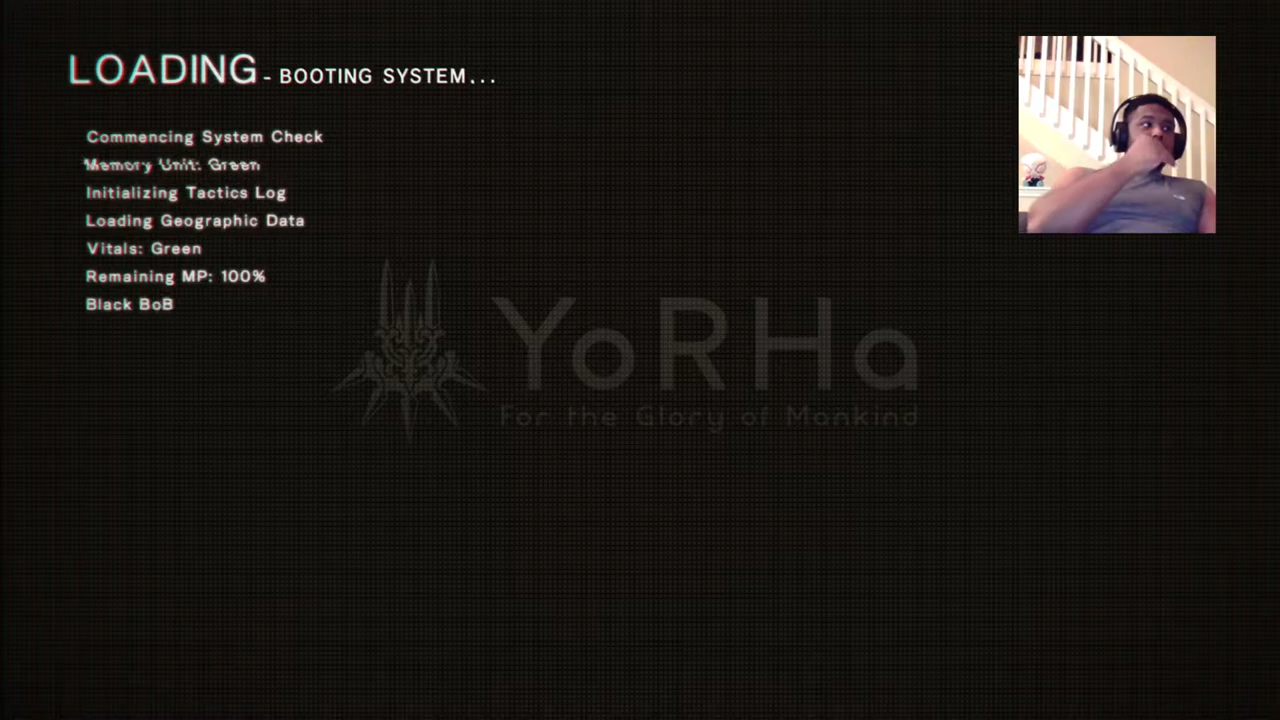 LOADING - BOOTING SYSTEM...
Commencing System Check
Memory Unit: Green
Initializing Tactics Log
Loading Geographic Data
Vitals: Green
Remaining MP: 100%
Black BoB
YoRHa
For the Glory of Mankind